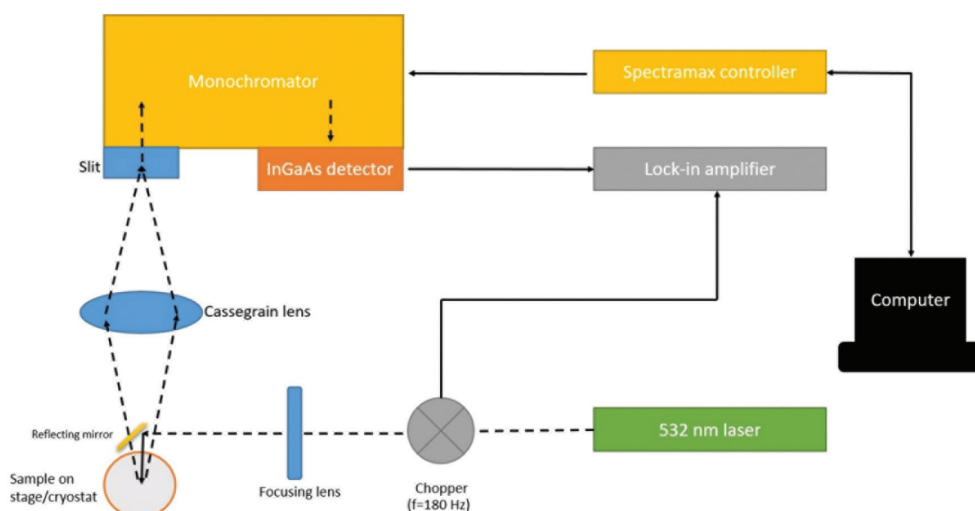 Monochromator
Spectramax controller
Slit
InGaAs detector
Lock-in amplifier
Cassegrain lens
Computer
Reflecting mirror
532 nm laser
Sample on
stage/cryostat
Focusing lens
Chopper
(f=180 Hz)